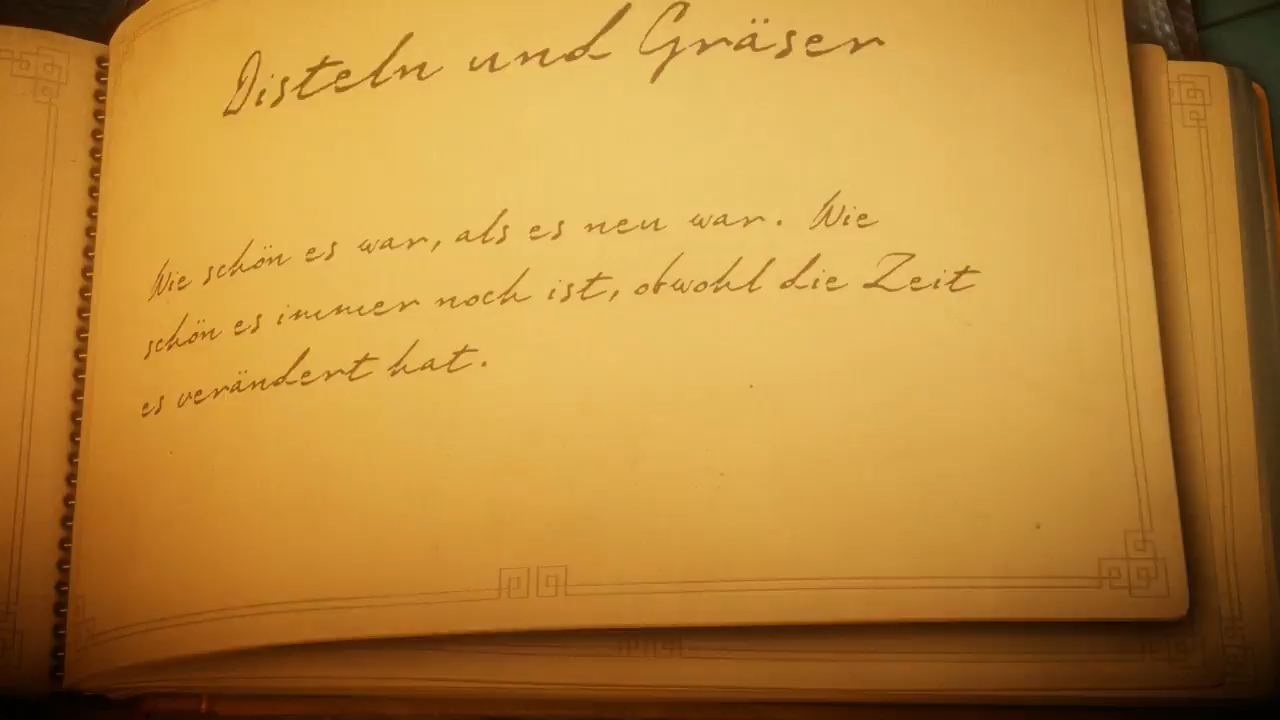 Disteln und Gräser
Wie schön es war, als es neu war. Wie
schön es immer noch ist, obwohl die Zeit
es verändert hat.